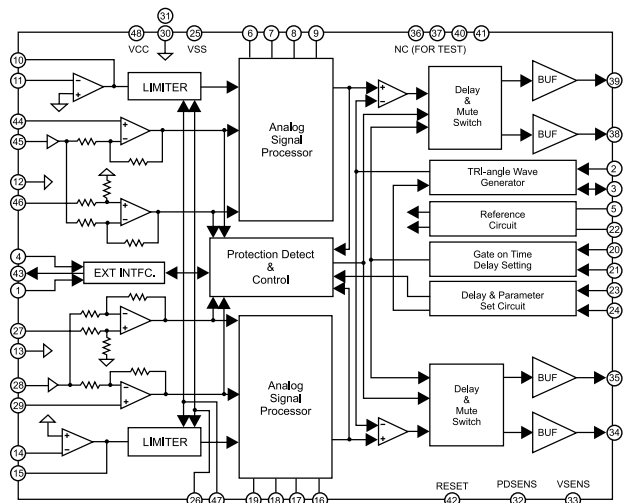 31
48
30
25
6
7
8
9
36
37
40
41
VCC
VSS
NC (FOR TEST)
10
11
LIMITER
Analog
Signal
Processor
Delay
&
Mute
Switch
BUF
39
BUF
38
44
45
12
46
TRI-angle Wave
Generator
2
3
Reference
Circuit
5
22
4
43
1
EXT INTFC.
Protection Detect
&
Control
Gate on Time
Delay Setting
20
21
Delay & Parameter
Set Circuit
23
24
27
13
28
29
Analog
Signal
Processor
Delay
&
Mute
Switch
BUF
35
BUF
34
14
15
LIMITER
RESET
PDSENS
VSENS
26
47
19
18
17
16
42
32
33